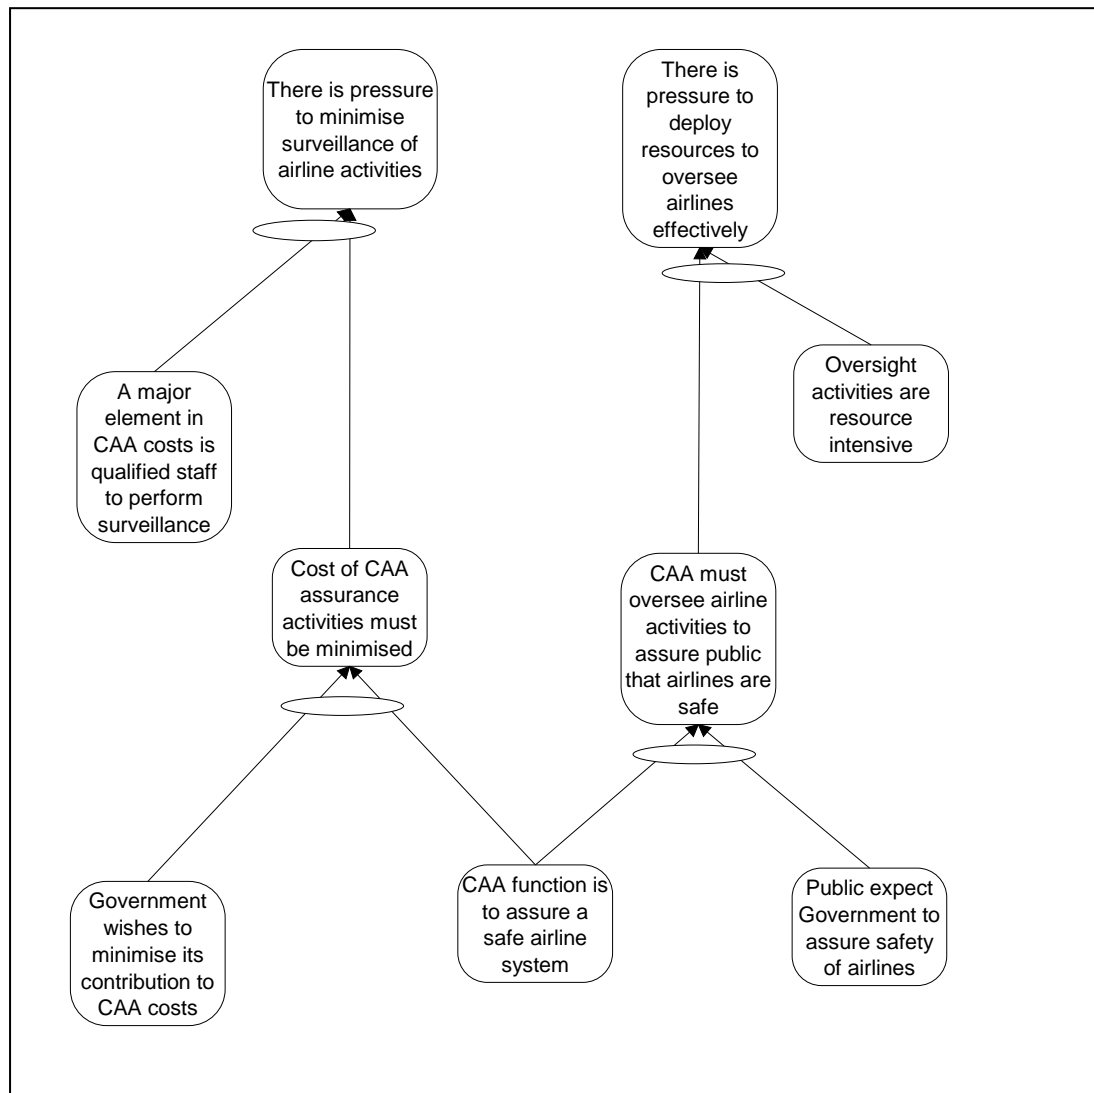 There is pressure
to minimise
surveillance of
airline activities
There is
pressure to
deploy
resources to
oversee
airlines
effectively
A major
element in
CAA costs is
qualified staff
to perform
surveillance
Oversight
activities are
resource
intensive
Cost of CAA
assurance
activities must
be minimised
CAA must
oversee airline
activities to
assure public
that airlines are
safe
Government
wishes to
minimise its
contribution to
CAA costs
CAA function is
to assure a
safe airline
system
Public expect
Government to
assure safety
of airlines